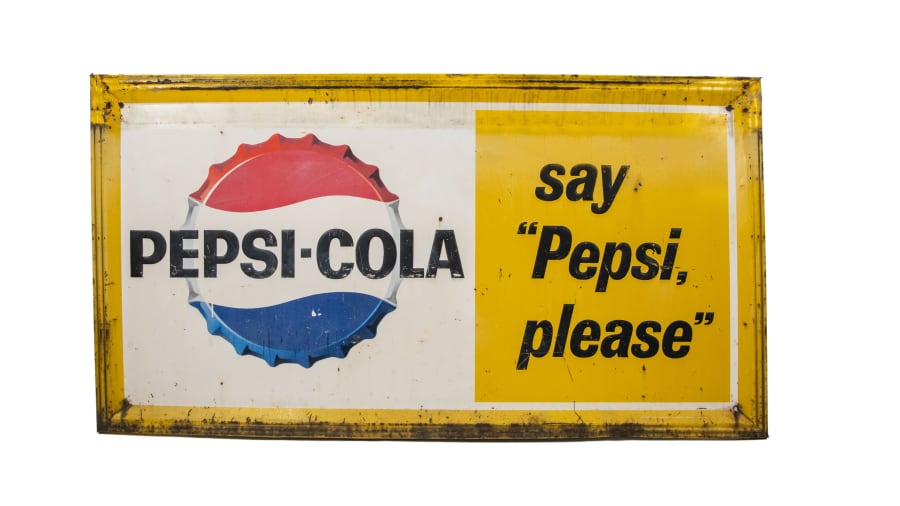 PEPSI-COLA
say
“Pepsi,
please”